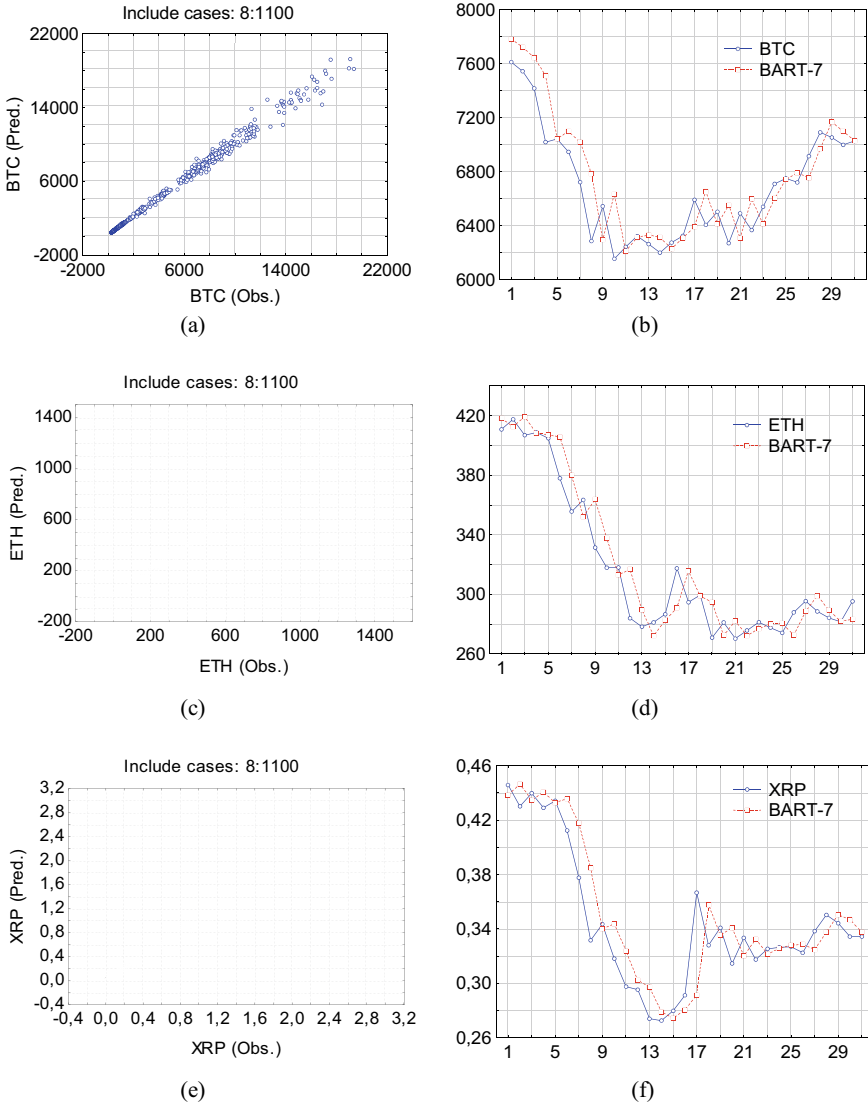 Include cases: 8:1100
22000
14000
6000
-2000
BTC (Pred.)
-2000 6000 14000 22000
BTC (Obs.)
(a)
8000
7600
7200
6800
6400
6000
BTC
BART-7
1 5 9 13 17 21 25 29
(b)
Include cases: 8:1100
1400
1000
600
200
-200
ETH (Pred.)
-200 200 600 1000 1400
ETH (Obs.)
(c)
420
380
340
300
260
ETH
BART-7
1 5 9 13 17 21 25 29
(d)
Include cases: 8:1100
3,2
2,8
2,4
2,0
1,6
1,2
0,8
0,4
0,0
-0,4
XRP (Pred.)
-0,4 0,0 0,4 0,8 1,2 1,6 2,0 2,4 2,8 3,2
XRP (Obs.)
(e)
0,46
0,42
0,38
0,34
0,30
0,26
XRP
BART-7
1 5 9 13 17 21 25 29
(f)